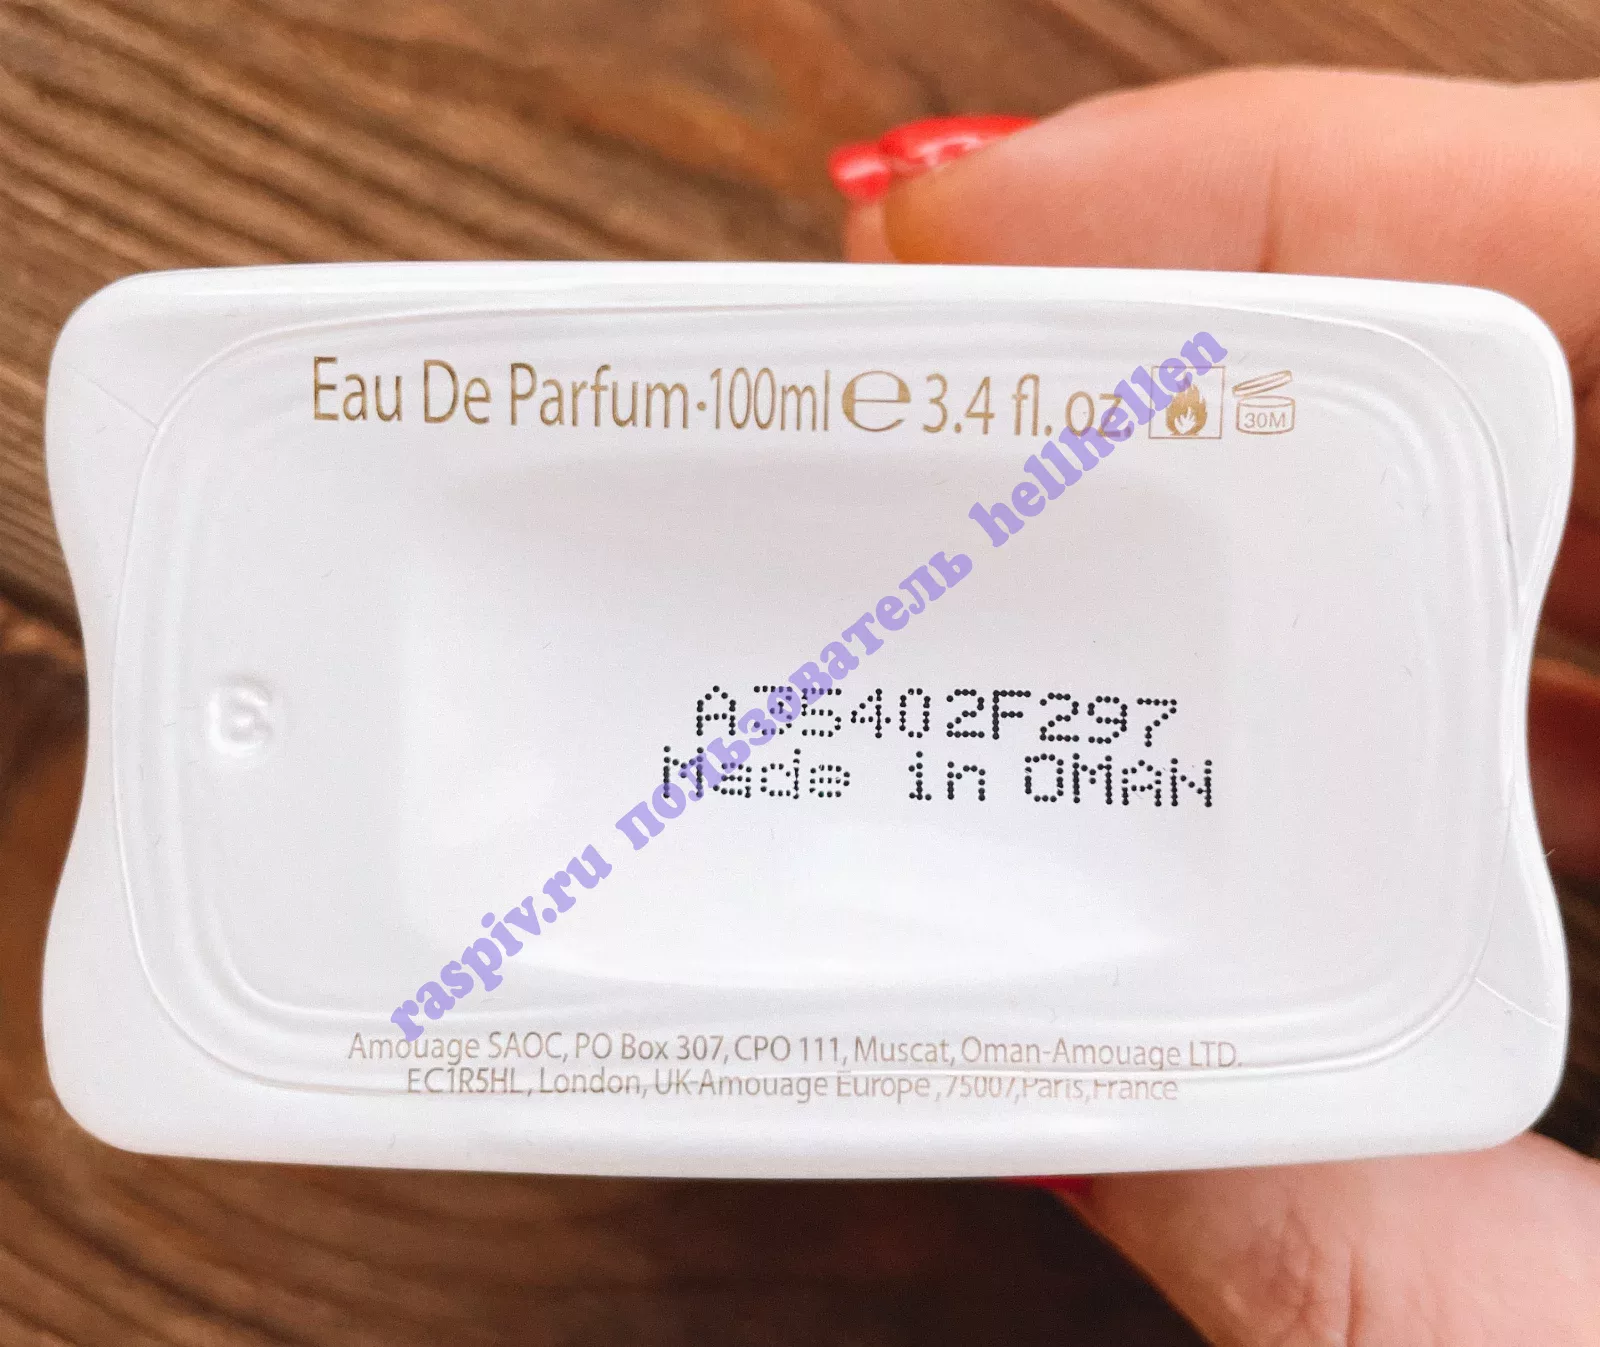 Eau De Parfum·100ml ℮ 3.4 fl. oz.
30M
A35402F297
Made in OMAN
raspiv.ru пользователь hellhellen
Amouage SAOC, PO Box 307, CPO 111, Muscat, Oman-Amouage LTD.
EC1R5HL, London, UK-Amouage Europe, 75007, Paris, France